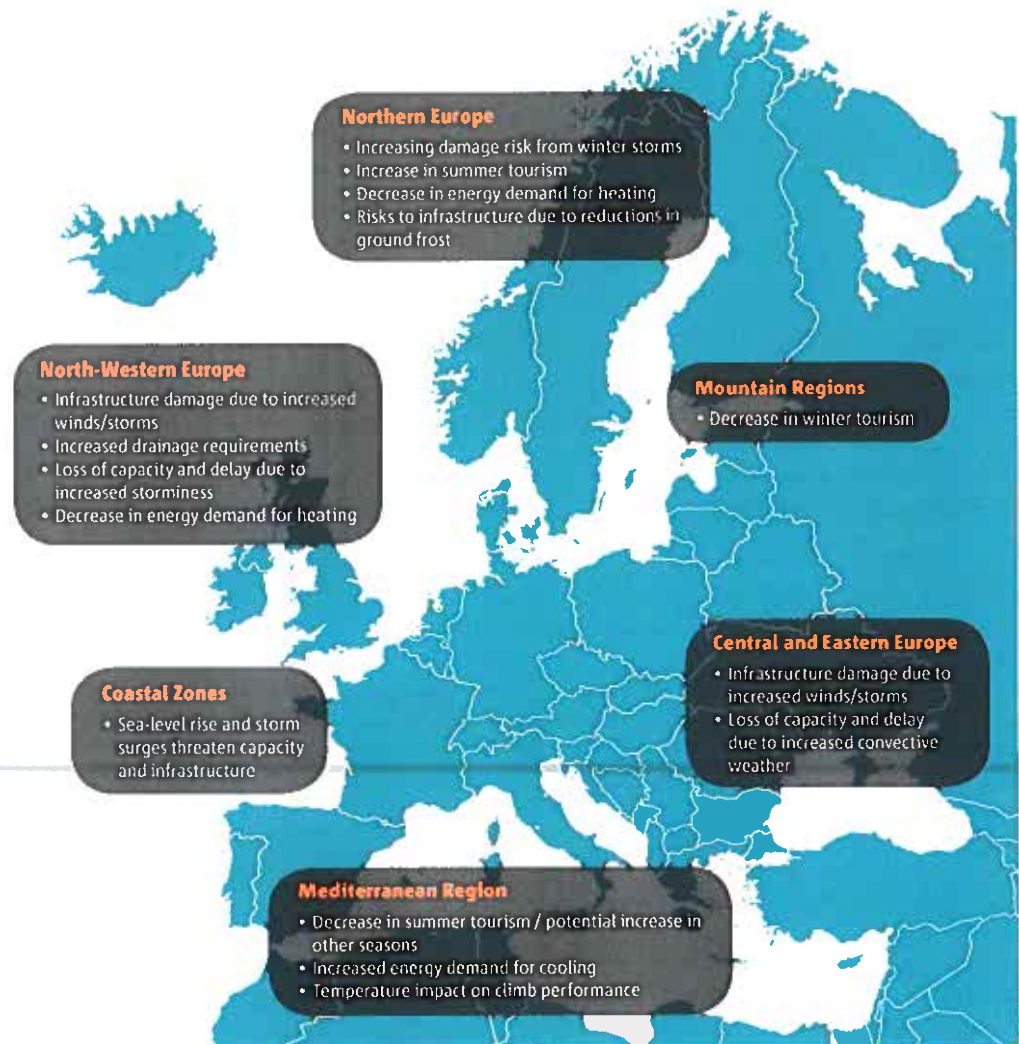 Northern Europe
• Increasing damage risk from winter storms
• Increase in summer tourism
• Decrease in energy demand for heating
• Risks to infrastructure due to reductions in
ground frost
North-Western Europe
• Infrastructure damage due to increased
winds/storms
• Increased drainage requirements
• Loss of capacity and delay due to
increased storminess
• Decrease in energy demand for heating
Mountain Regions
• Decrease in winter tourism
Central and Eastern Europe
• Infrastructure damage due to
increased winds/storms
• Loss of capacity and delay
due to increased convective
weather
Coastal Zones
• Sea-level rise and storm
surges threaten capacity
and infrastructure
Mediterranean Region
• Decrease in summer tourism / potential increase in
other seasons
• Increased energy demand for cooling
• Temperature impact on climb performance